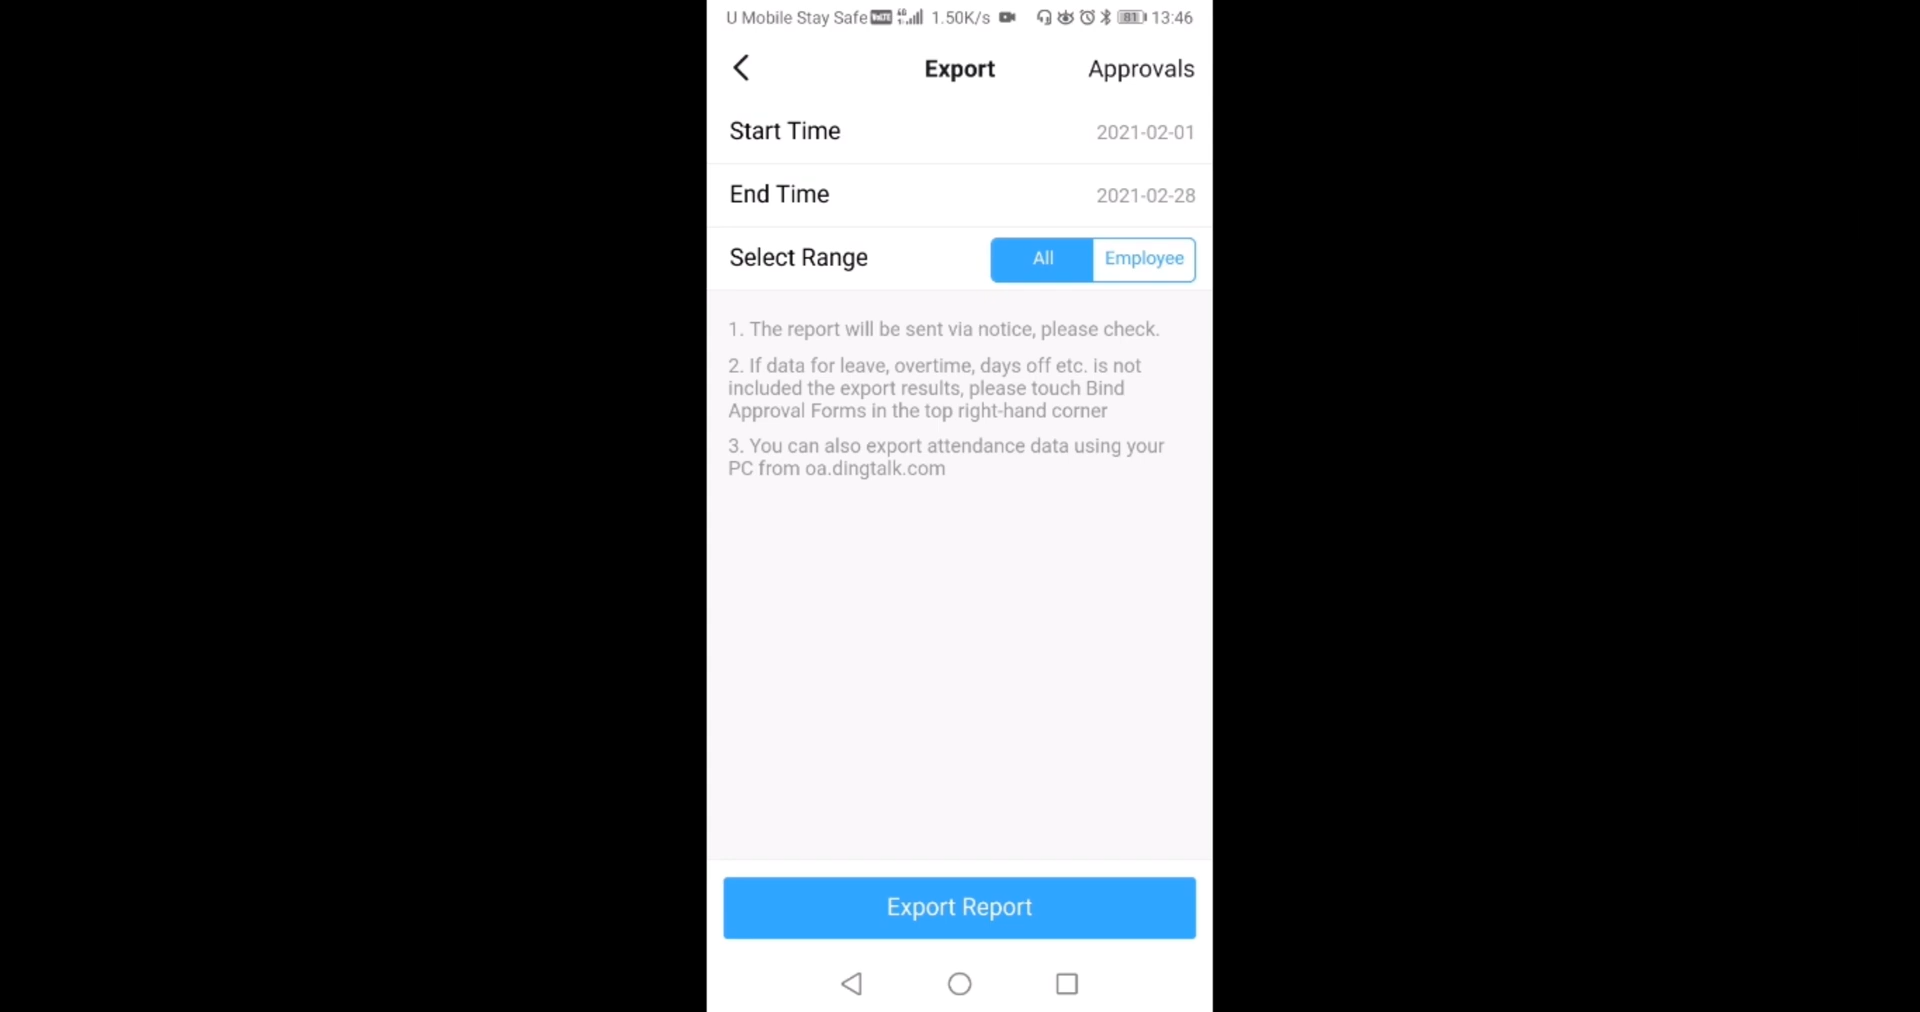 U Mobile Stay Safe VoLTE 1.50K/s 81 13:46
Export Approvals
Start Time 2021-02-01
End Time 2021-02-28
Select Range All Employee
1. The report will be sent via notice, please check.
2. If data for leave, overtime, days off etc. is not
included the export results, please touch Bind
Approval Forms in the top right-hand corner
3. You can also export attendance data using your
PC from oa.dingtalk.com
Export Report